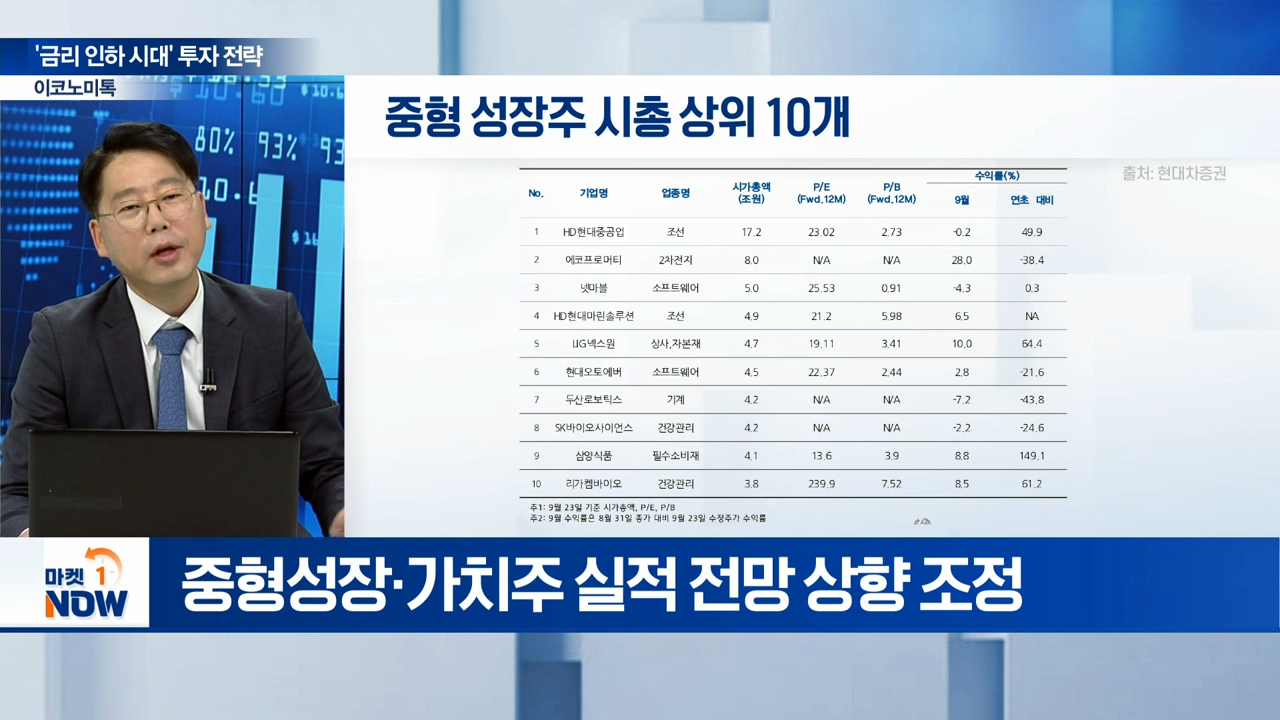 '금리 인하 시대' 투자 전략
이코노미톡
80% 93% 93
10.6
$ 16
중형 성장주 시총 상위 10개
출처: 현대차증권
No. 기업명 업종명 시가총액 (조원) P/E (Fwd.12M) P/B (Fwd.12M) 수익률(%) 9월 연초 대비
1 HD현대중공업 조선 17.2 23.02 2.73 -0.2 49.9
2 에코프로머티 2차전지 8.0 N/A N/A 28.0 -38.4
3 넷마블 소프트웨어 5.0 25.53 0.91 -4.3 0.3
4 HD현대마린솔루션 조선 4.9 21.2 5.98 6.5 NA
5 LIG넥스원 상사,자본재 4.7 19.11 3.41 10.0 64.4
6 현대오토에버 소프트웨어 4.5 22.37 2.44 2.8 -21.6
7 두산로보틱스 기계 4.2 N/A N/A -7.2 -43.8
8 SK바이오사이언스 건강관리 4.2 N/A N/A -2.2 -24.6
9 삼양식품 필수소비재 4.1 13.6 3.9 8.8 149.1
10 리가켐바이오 건강관리 3.8 239.9 7.52 8.5 61.2
주1: 9월 23일 기준 시가총액, P/E, P/B
주2: 9월 수익률은 8월 31일 종가 대비 9월 23일 수정주가 수익률
마켓 1
NOW
중형성장·가치주 실적 전망 상향 조정